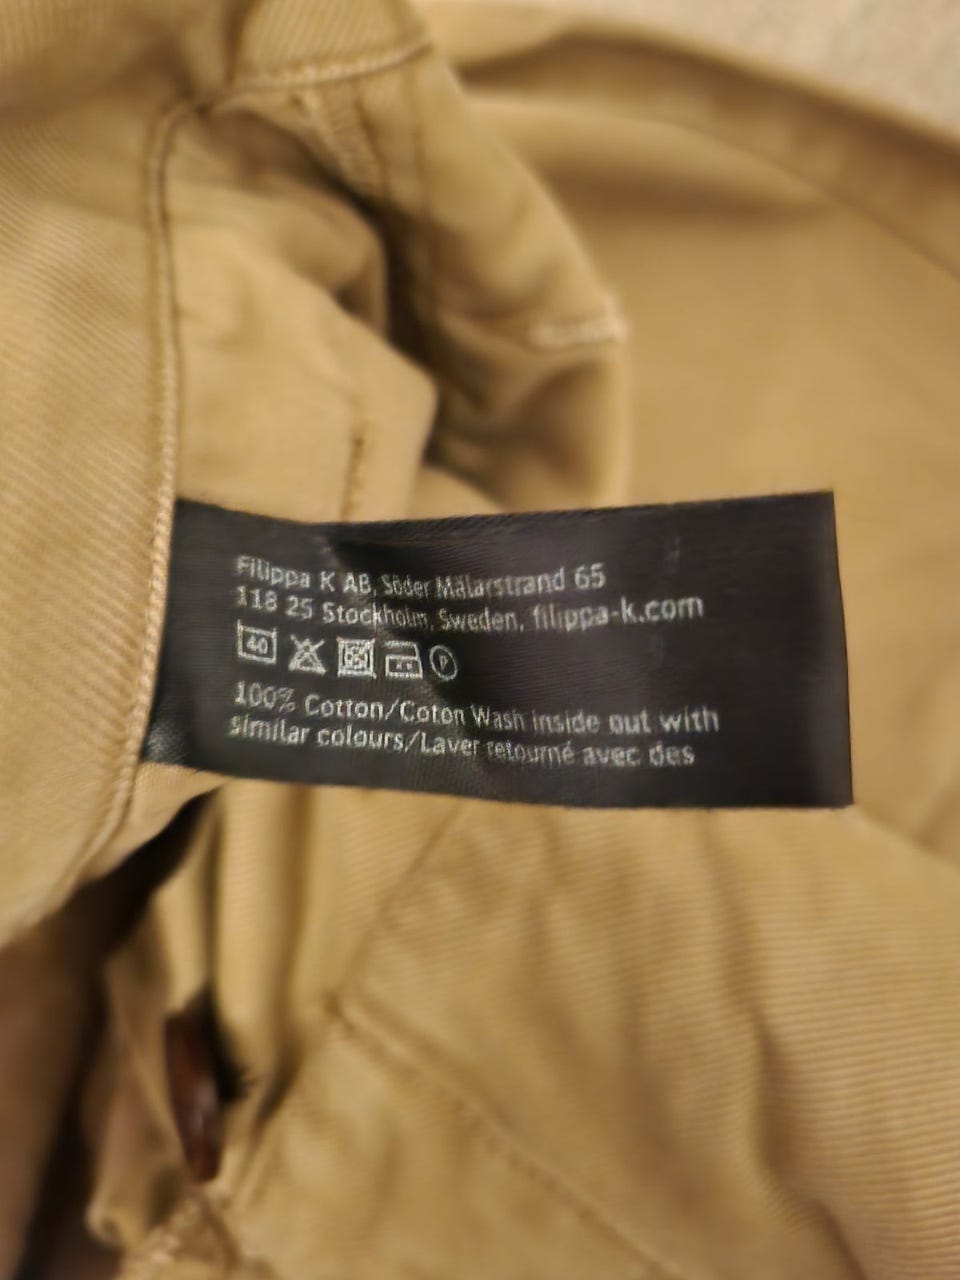 Filippa K AB, Söder Mälarstrand 65
118 25 Stockholm, Sweden, filippa-k.com
40 P
100% Cotton/Coton Wash inside out with
similar colours/Laver retourné avec des